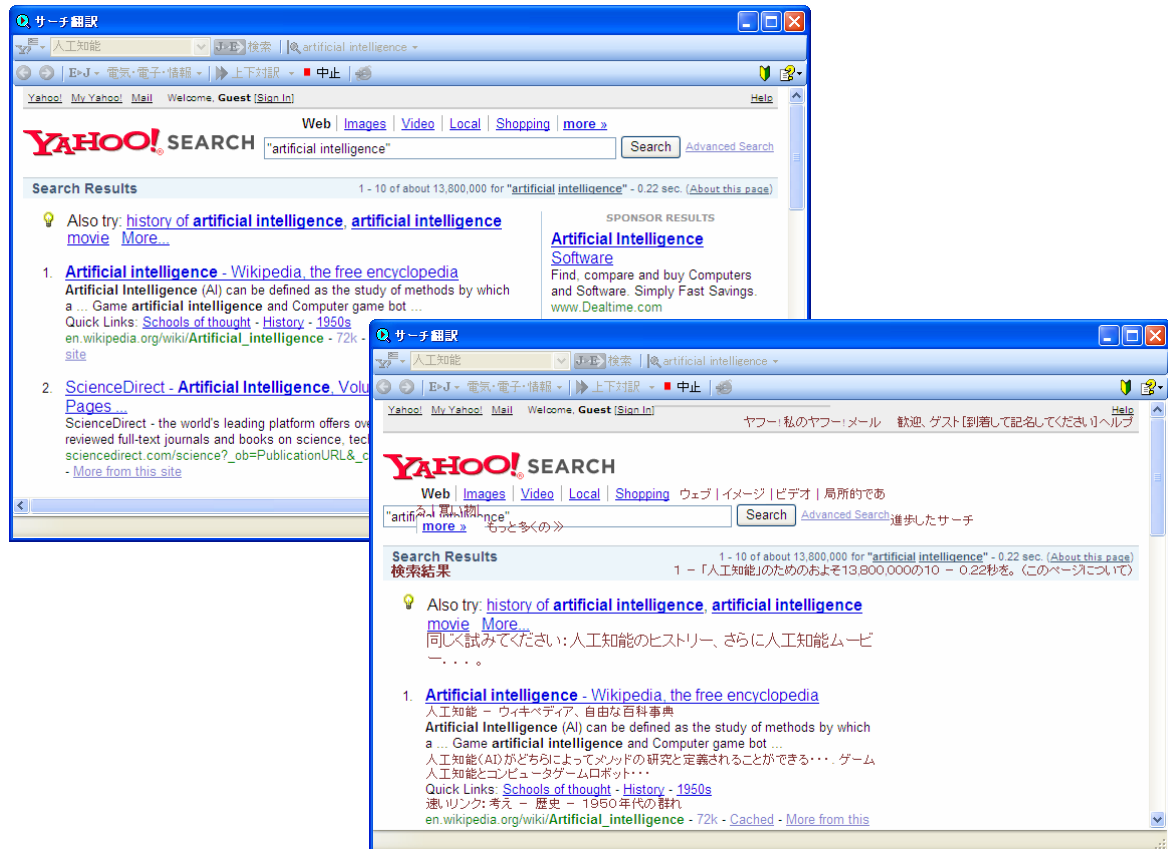 サーチ翻訳
人工知能 J▸E▸ 検索 artificial intelligence
E▸J 電気・電子・情報 上下対訳 中止
Yahoo! My Yahoo! Mail Welcome, Guest [Sign In] Help
Web | Images | Video | Local | Shopping | more »
YAHOO! SEARCH "artificial intelligence" Search Advanced Search
Search Results 1 - 10 of about 13,800,000 for "artificial intelligence" - 0.22 sec. (About this page)
Also try: history of artificial intelligence, artificial intelligence
movie More...
SPONSOR RESULTS
Artificial Intelligence
Software
Find, compare and buy Computers
and Software. Simply Fast Savings.
www.Dealtime.com
1. Artificial intelligence - Wikipedia, the free encyclopedia
Artificial Intelligence (AI) can be defined as the study of methods by which
a ... Game artificial intelligence and Computer game bot ...
Quick Links: Schools of thought - History - 1950s
en.wikipedia.org/wiki/Artificial_intelligence - 72k -
site
2. ScienceDirect - Artificial Intelligence, Volu
Pages ...
ScienceDirect - the world's leading platform offers ov
reviewed full-text journals and books on science, tec
sciencedirect.com/science?_ob=PublicationURL&_c
- More from this site
サーチ翻訳
人工知能 J▸E▸ 検索 artificial intelligence
E▸J 電気・電子・情報 上下対訳 中止
Yahoo! My Yahoo! Mail Welcome, Guest [Sign In] Help
ヤフー！私のヤフー！メール 歓迎、ゲスト[到着して記名してください]ヘルプ
YAHOO! SEARCH
Web | Images | Video | Local | Shopping ウェブ｜イメージ｜ビデオ｜局所的であ
る｜買い物｜
"artificial intelligence" Search Advanced Search 進歩したサーチ
more » もっと多くの≫
Search Results 1 - 10 of about 13,800,000 for "artificial intelligence" - 0.22 sec. (About this page)
検索結果 1 － 「人工知能」のためのおよそ13,800,000の10 － 0.22秒を。（このページについて）
Also try: history of artificial intelligence, artificial intelligence
movie More...
同じく試みてください：人工知能のヒストリー、さらに人工知能ムービ
ー・・・。
1. Artificial intelligence - Wikipedia, the free encyclopedia
人工知能 － ウィキペディア、自由な百科事典
Artificial Intelligence (AI) can be defined as the study of methods by which
a ... Game artificial intelligence and Computer game bot ...
人工知能（AI）がどちらによってメソッドの研究と定義されることができる・・・．ゲーム
人工知能とコンピュータゲームロボット・・・
Quick Links: Schools of thought - History - 1950s
速いリンク：考え － 歴史 － 1950年代の群れ
en.wikipedia.org/wiki/Artificial_intelligence - 72k - Cached - More from this